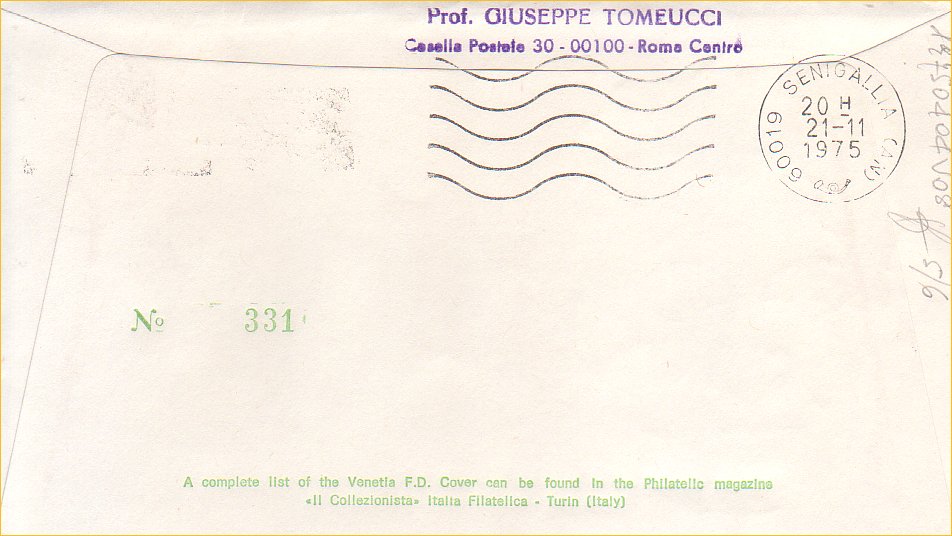 Prof. GIUSEPPE TOMEUCCI
Casella Postale 30 - 00100 - Roma Centro
60019 SENIGALLIA (AN)
20 H
21-11
1975
No 331
A complete list of the Venetia F.D. Cover can be found in the Philatelic magazine
«Il Collezionista» Italia Filatelica - Turin (Italy)